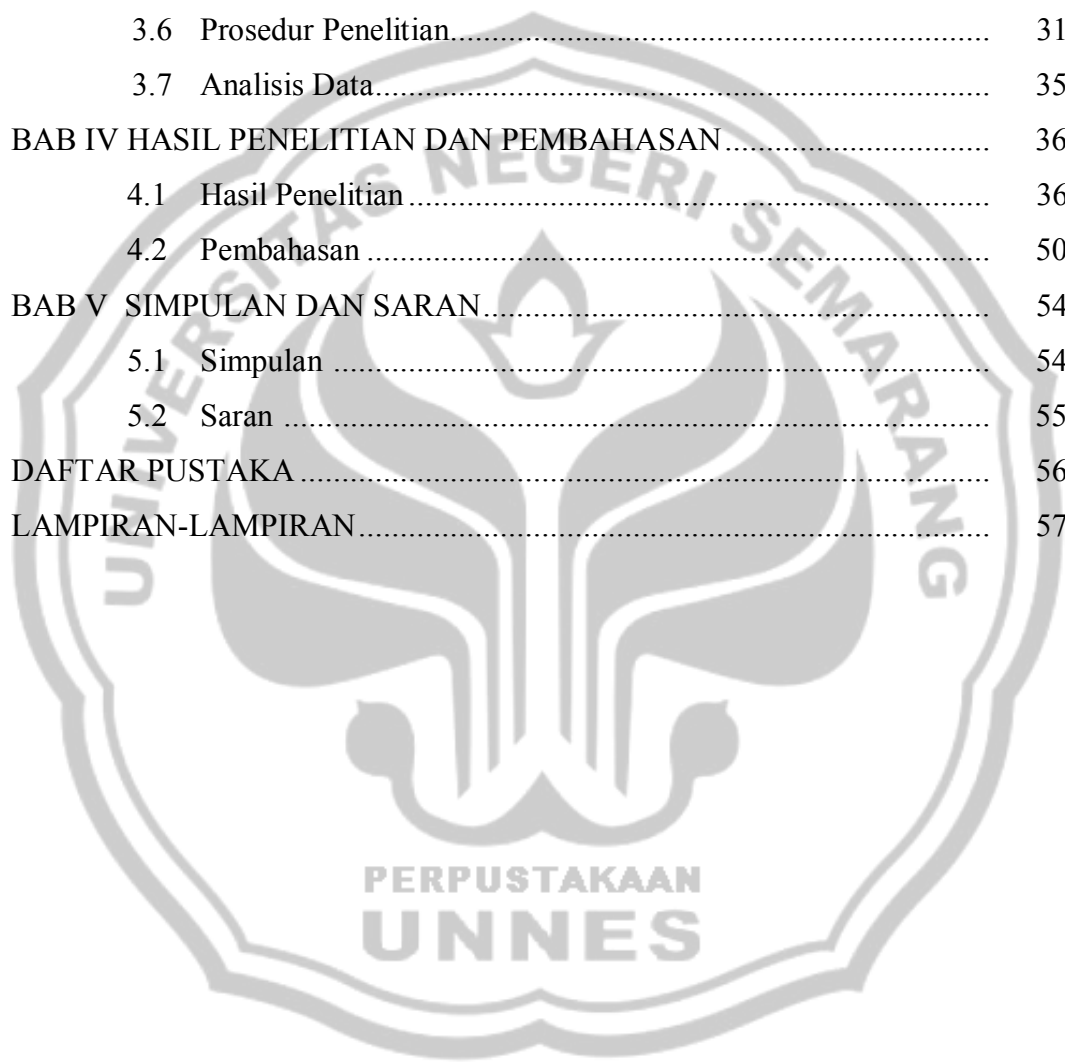 3.6 Prosedur Penelitian.................................................................................... 31
3.7 Analisis Data............................................................................................... 35
BAB IV HASIL PENELITIAN DAN PEMBAHASAN........................................ 36
4.1 Hasil Penelitian.......................................................................................... 36
4.2 Pembahasan................................................................................................ 50
BAB V SIMPULAN DAN SARAN............................................................................ 54
5.1 Simpulan..................................................................................................... 54
5.2 Saran............................................................................................................ 55
DAFTAR PUSTAKA....................................................................................................... 56
LAMPIRAN-LAMPIRAN.............................................................................................. 57
UNIVERSITAS NEGERI SEMARANG
PERPUSTAKAAN
UNNES